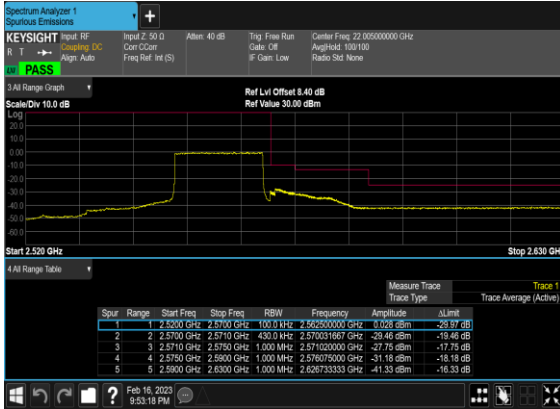 Spectrum Analyzer 1
Spurious Emissions
+
KEYSIGHT Input: RF Input Z: 50 Ω Atten: 40 dB Trig: Free Run Center Freq: 22.005000000 GHz
R T Coupling: DC Corr CCorr Gate: Off Avg|Hold: 100/100
Align: Auto Freq Ref: Int (S) IF Gain: Low Radio Std: None
PASS
3 All Range Graph Ref Lvl Offset 8.40 dB
Scale/Div 10.0 dB Ref Value 30.00 dBm
Log
20.0
10.0
0.00
-10.0
-20.0
-30.0
-40.0
-50.0
-60.0
Start 2.520 GHz Stop 2.630 GH
4 All Range Table
Measure Trace Trace 1
Trace Type Trace Average (Active)
Spur Range Start Freq Stop Freq RBW Frequency Amplitude ΔLimit
1 1 2.5200 GHz 2.5700 GHz 100.0 kHz 2.562500000 GHz 0.028 dBm -29.97 dB
2 2 2.5700 GHz 2.5710 GHz 430.0 kHz 2.570031667 GHz -29.46 dBm -19.46 dB
3 3 2.5710 GHz 2.5750 GHz 1.000 MHz 2.571020000 GHz -27.75 dBm -17.75 dB
4 4 2.5750 GHz 2.5900 GHz 1.000 MHz 2.576075000 GHz -31.18 dBm -18.18 dB
5 5 2.5900 GHz 2.6300 GHz 1.000 MHz 2.626733333 GHz -41.33 dBm -16.33 dB
? Feb 16, 2023
9:53:18 PM